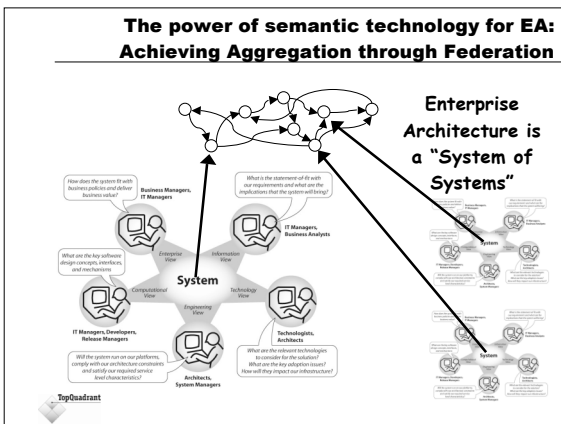 The power of semantic technology for EA:
Achieving Aggregation through Federation
Enterprise
Architecture is
a “System of
Systems”
How does the system fit with
business policies and deliver
business value?
Business Managers,
IT Managers
What is the statement-of-fit with
our requirements and what are the
implications that the system will bring?
IT Managers,
Business Analysts
What are the key software
design concepts, interfaces,
and mechanisms
Enterprise
View
Information
View
System
Computational
View
Technology
View
Engineering
View
IT Managers, Developers,
Release Managers
Technologists,
Architects
Will the system run on our platforms,
comply with our architecture constraints
and satisfy our required service
level characteristics?
Architects,
System Managers
What are the relevant technologies
to consider for the solution?
What are the key adoption issues?
How will they impact our infrastructure?
System
System
TopQuadrant